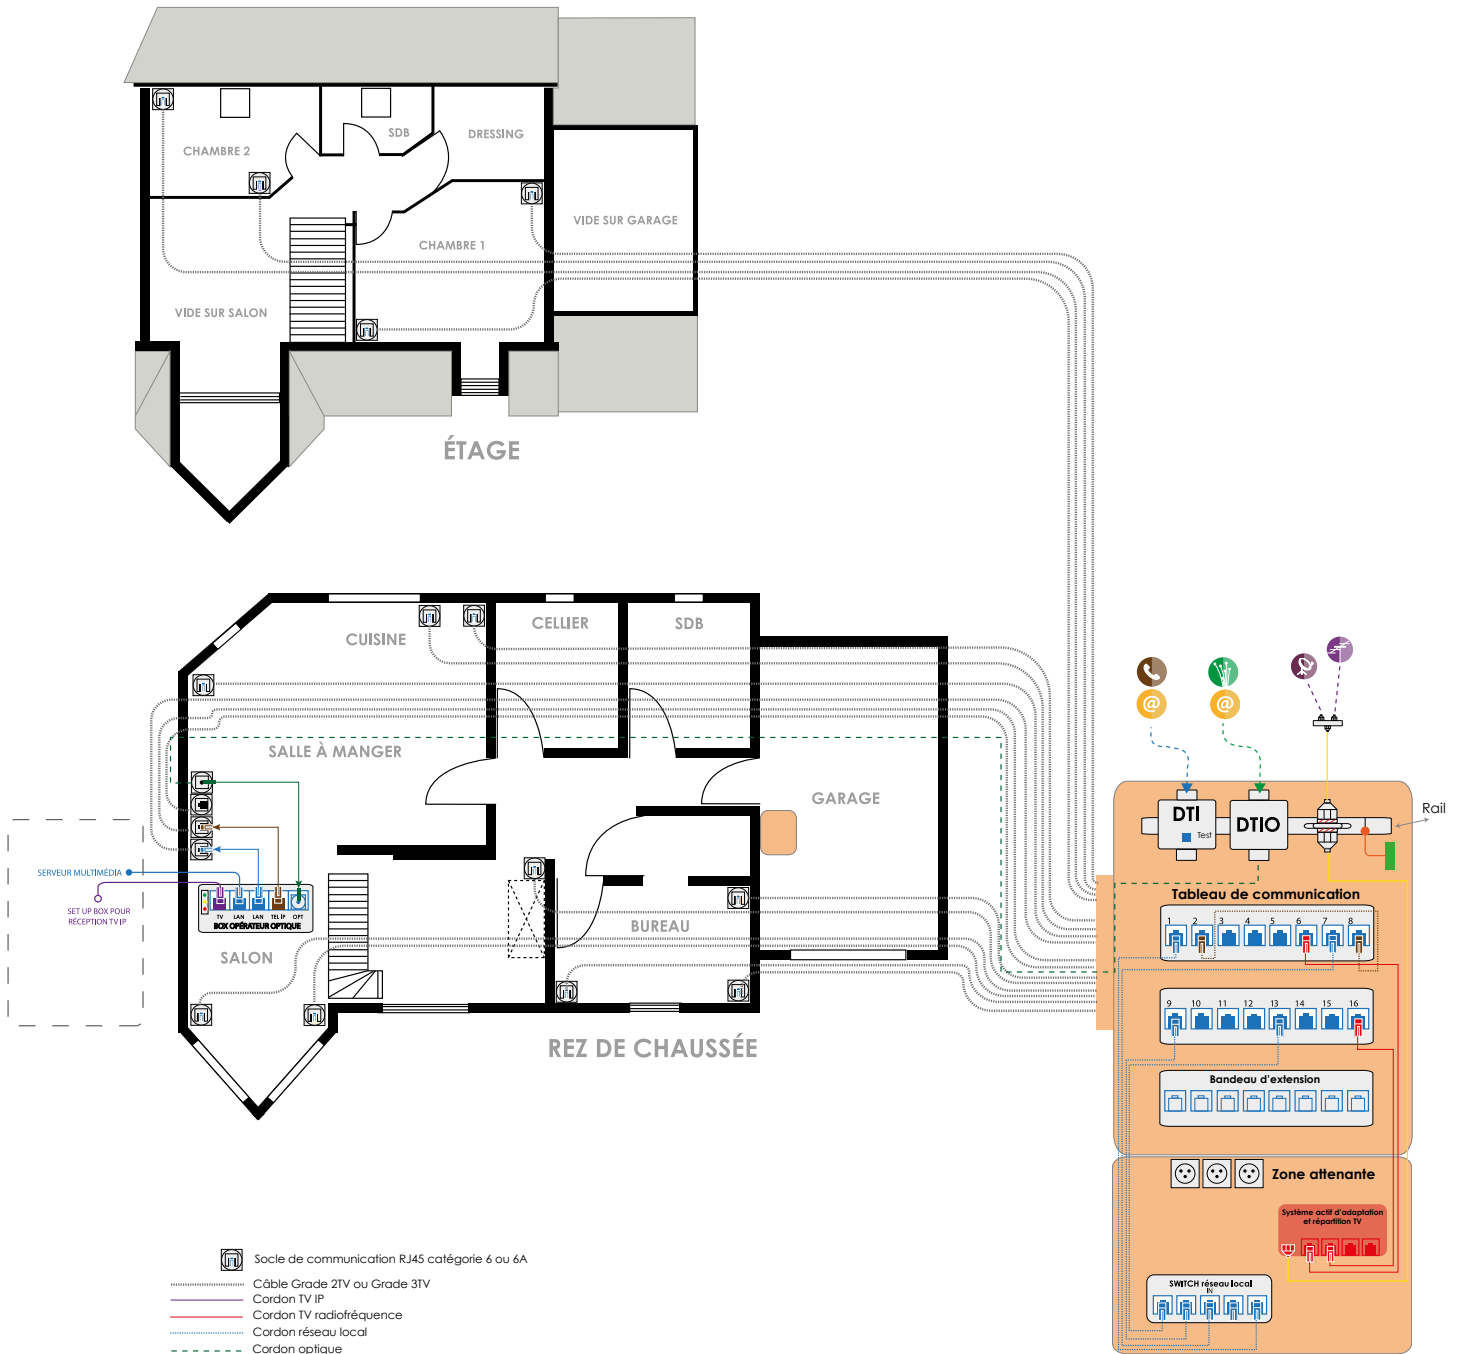 CHAMBRE 2
SDB
DRESSING
CHAMBRE 1
VIDE SUR GARAGE
VIDE SUR SALON
ÉTAGE
CUISINE
CELLIER
SDB
SALLE À MANGER
GARAGE
BUREAU
SALON
SERVEUR MULTIMÉDIA
SET UP BOX POUR
RÉCEPTION TV IP
TV LAN LAN TEL IP OPT
BOX OPÉRATEUR OPTIQUE
REZ DE CHAUSSÉE
@ @
DTI
Test
DTIO
Rail
Tableau de communication
1 2 3 4 5 6 7 8
9 10 11 12 13 14 15 16
Bandeau d'extension
Zone attenante
Système actif d'adaptation
et répartition TV
SWITCH réseau local
IN
Socle de communication RJ45 catégorie 6 ou 6A
Câble Grade 2TV ou Grade 3TV
Cordon TV IP
Cordon TV radiofréquence
Cordon réseau local
Cordon optique